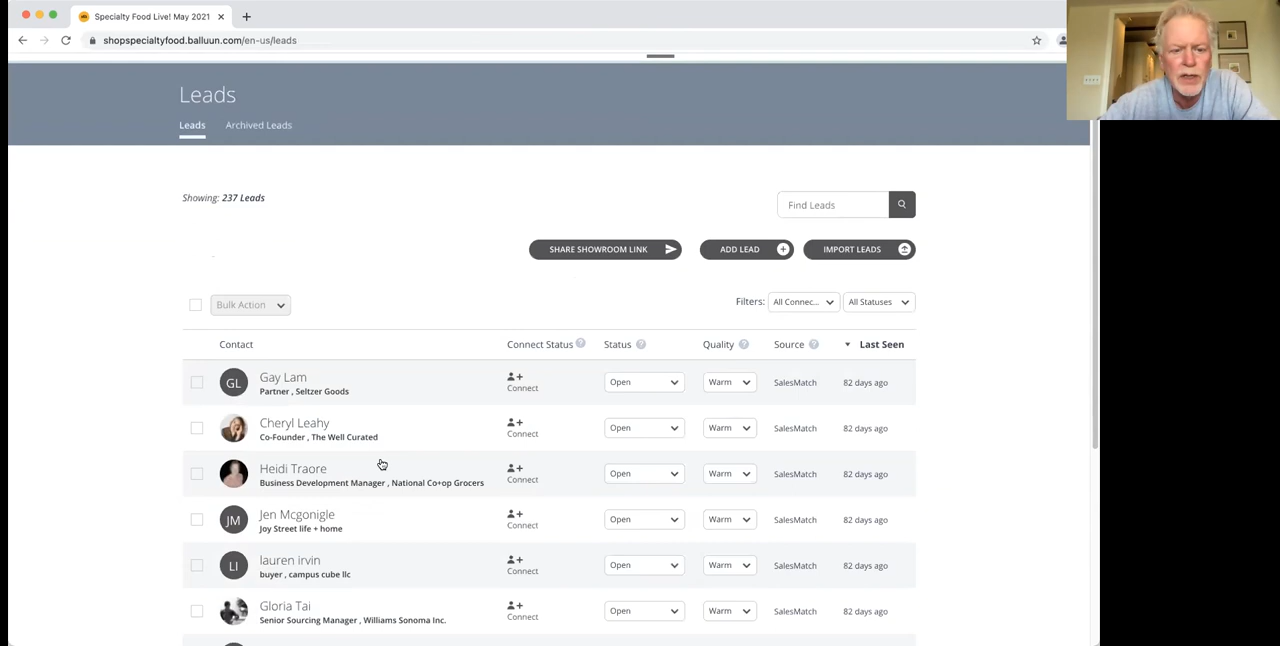 Specialty Food Live! May 2021
shopspecialtyfood.balluun.com/en-us/leads
Leads
Leads Archived Leads
Showing: 237 Leads
Find Leads
SHARE SHOWROOM LINK ADD LEAD IMPORT LEADS
Bulk Action Filters: All Connec... All Statuses
Contact Connect Status ? Status ? Quality ? Source ? Last Seen
GL Gay Lam Connect Open Warm SalesMatch 82 days ago
Partner , Seltzer Goods
Cheryl Leahy Connect Open Warm SalesMatch 82 days ago
Co-Founder , The Well Curated
Heidi Traore Connect Open Warm SalesMatch 82 days ago
Business Development Manager , National Co+op Grocers
JM Jen Mcgonigle Connect Open Warm SalesMatch 82 days ago
Joy Street life + home
LI lauren irvin Connect Open Warm SalesMatch 82 days ago
buyer , campus cube llc
Gloria Tai Connect Open Warm SalesMatch 82 days ago
Senior Sourcing Manager , Williams Sonoma Inc.